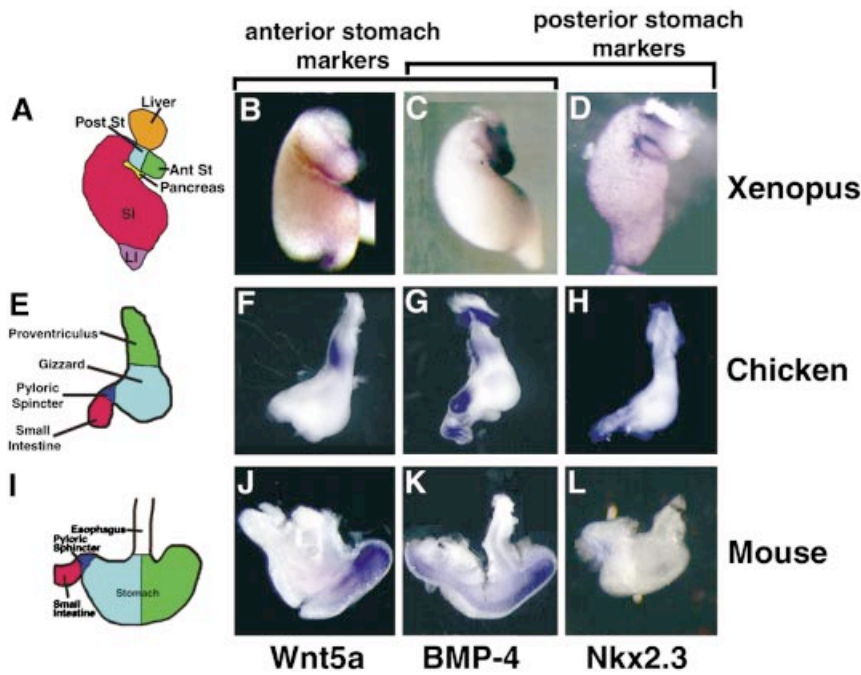 anterior stomach
markers
posterior stomach
markers
A
Liver
Post St
Ant St
Pancreas
SI
LI
B
C
D
Xenopus
E
Proventriculus
Gizzard
Pyloric
Spincter
Small
Intestine
F
G
H
Chicken
I
Esophagus
Pyloric
Sphincter
Stomach
Small
Intestine
J
K
L
Mouse
Wnt5a
BMP-4
Nkx2.3